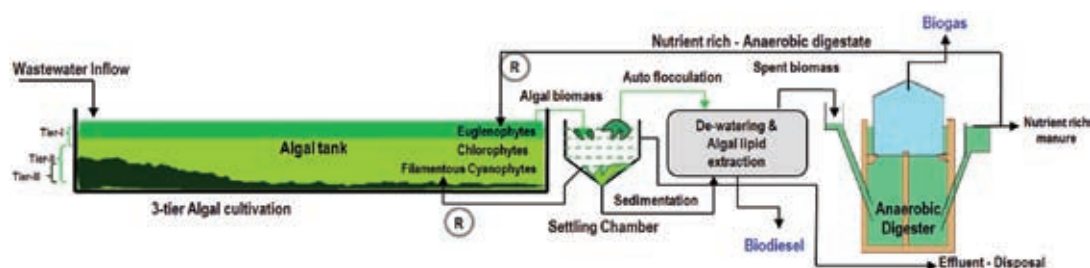 Biogas
Nutrient rich - Anaerobic digestate
Wastewater Inflow
R
Auto flocculation
Spent biomass
Algal biomass
Tier-I
Euglenophytes
De-watering &
Algal lipid
extraction
Nutrient rich
manure
Algal tank
Chlorophytes
Tier-III
Filamentous Cyanophytes
Sedimentation
Anaerobic
Digester
3-tier Algal cultivation
R
Settling Chamber
Biodiesel
Effluent - Disposal